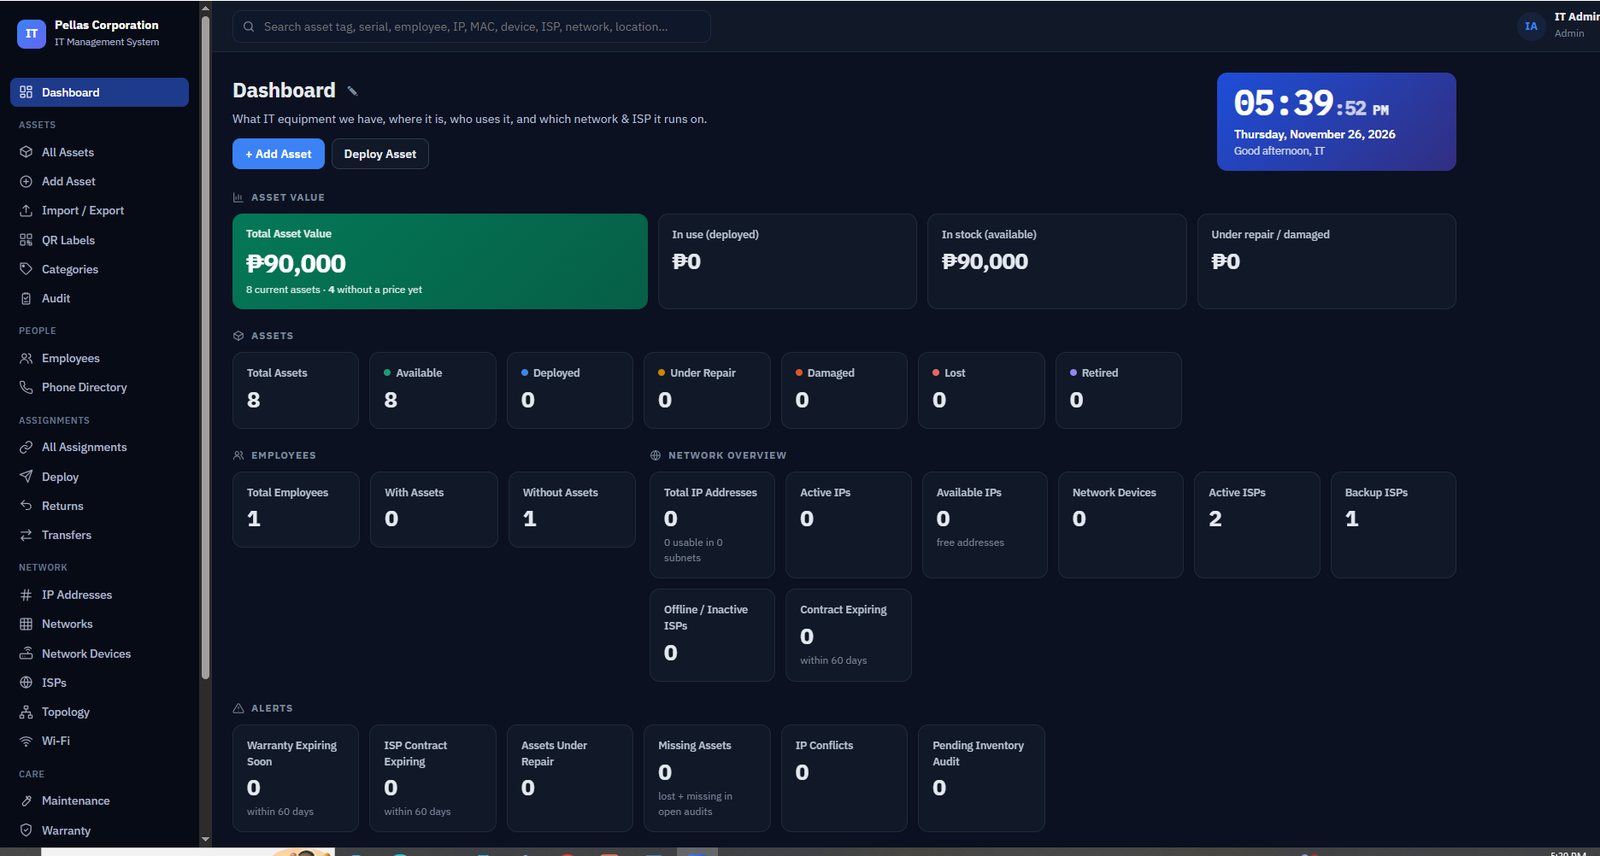 IT
Pellas Corporation
IT Management System
Dashboard
ASSETS
All Assets
Add Asset
Import / Export
QR Labels
Categories
Audit
PEOPLE
Employees
Phone Directory
ASSIGNMENTS
All Assignments
Deploy
Returns
Transfers
NETWORK
IP Addresses
Networks
Network Devices
ISPs
Topology
Wi-Fi
CARE
Maintenance
Warranty
Search asset tag, serial, employee, IP, MAC, device, ISP, network, location...
IA
IT Admin
Admin
Dashboard
What IT equipment we have, where it is, who uses it, and which network & ISP it runs on.
+ Add Asset
Deploy Asset
05:39:52 PM
Thursday, November 26, 2026
Good afternoon, IT
ASSET VALUE
Total Asset Value
₱90,000
8 current assets · 4 without a price yet
In use (deployed)
₱0
In stock (available)
₱90,000
Under repair / damaged
₱0
ASSETS
Total Assets
8
Available
8
Deployed
0
Under Repair
0
Damaged
0
Lost
0
Retired
0
EMPLOYEES
Total Employees
1
With Assets
0
Without Assets
1
NETWORK OVERVIEW
Total IP Addresses
0
0 usable in 0
subnets
Active IPs
0
Available IPs
0
free addresses
Network Devices
0
Active ISPs
2
Backup ISPs
1
Offline / Inactive
ISPs
0
Contract Expiring
0
within 60 days
ALERTS
Warranty Expiring
Soon
0
within 60 days
ISP Contract
Expiring
0
within 60 days
Assets Under
Repair
0
Missing Assets
0
lost + missing in
open audits
IP Conflicts
0
Pending Inventory
Audit
0